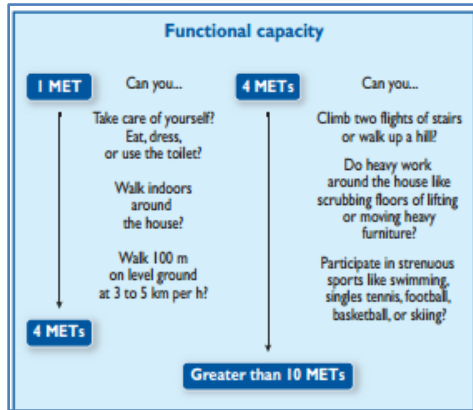 Functional capacity
1 MET
Can you...
Take care of yourself?
Eat, dress,
or use the toilet?
Walk indoors
around
the house?
Walk 100 m
on level ground
at 3 to 5 km per h?
4 METs
4 METs
Can you...
Climb two flights of stairs
or walk up a hill?
Do heavy work
around the house like
scrubbing floors of lifting
or moving heavy
furniture?
Participate in strenuous
sports like swimming,
singles tennis, football,
basketball, or skiing?
Greater than 10 METs